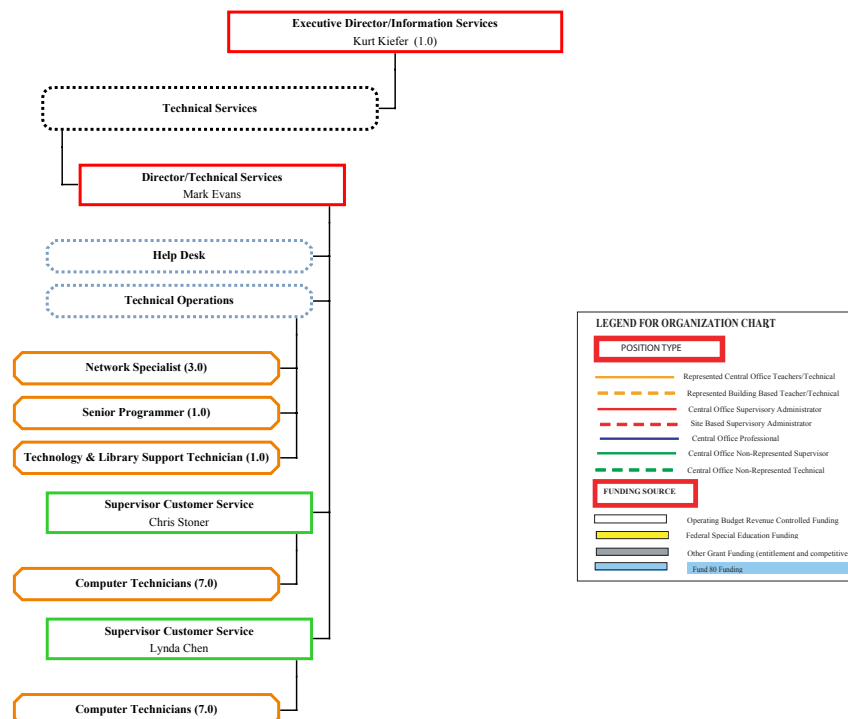 Executive Director/Information Services
Kurt Kiefer (1.0)
Technical Services
Director/Technical Services
Mark Evans
Help Desk
Technical Operations
Network Specialist (3.0)
Senior Programmer (1.0)
Technology & Library Support Technician (1.0)
Supervisor Customer Service
Chris Stoner
Computer Technicians (7.0)
Supervisor Customer Service
Lynda Chen
Computer Technicians (7.0)
LEGEND FOR ORGANIZATION CHART
POSITION TYPE
Represented Central Office Teachers/Technical
Represented Building Based Teacher/Technical
Central Office Supervisory Administrator
Site Based Supervisory Administrator
Central Office Professional
Central Office Non-Represented Supervisor
Central Office Non-Represented Technical
FUNDING SOURCE
Operating Budget Revenue Controlled Funding
Federal Special Education Funding
Other Grant Funding (entitlement and competitive
Fund 80 Funding